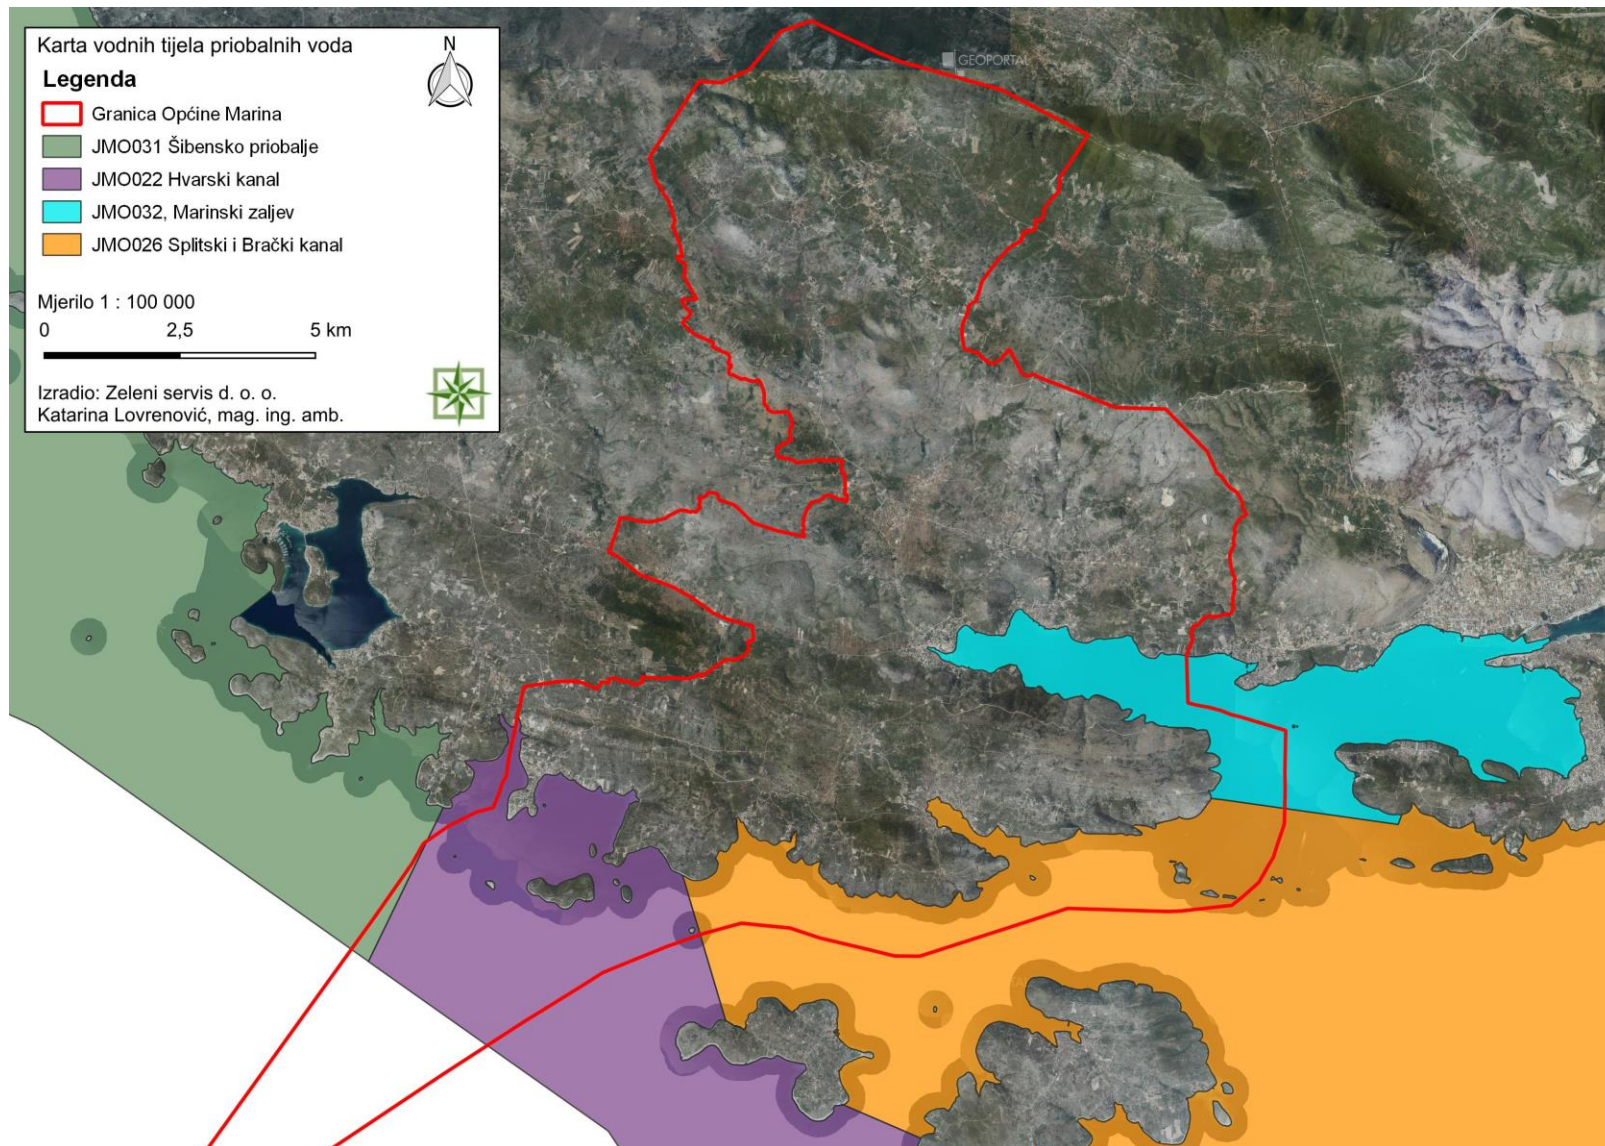 Karta vodnih tijela priobalnih voda
N
Legenda
Granica Općine Marina
JMO031 Šibensko priobalje
JMO022 Hvarski kanal
JMO032, Marinski zaljev
JMO026 Splitski i Brački kanal
Mjerilo 1 : 100 000
0 2,5 5 km
Izradio: Zeleni servis d. o. o.
Katarina Lovrenović, mag. ing. amb.
GEOPORTAL